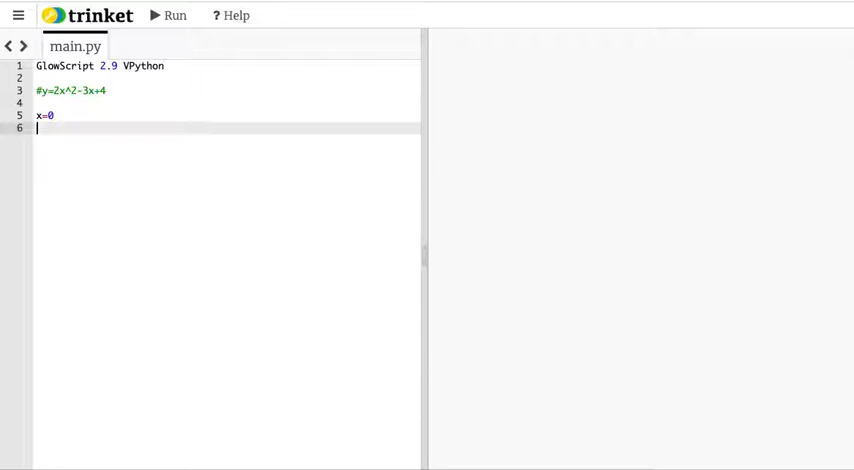 trinket Run ? Help
main.py
1 GlowScript 2.9 VPython
2
3 #y=2x^2-3x+4
4
5 x=0
6